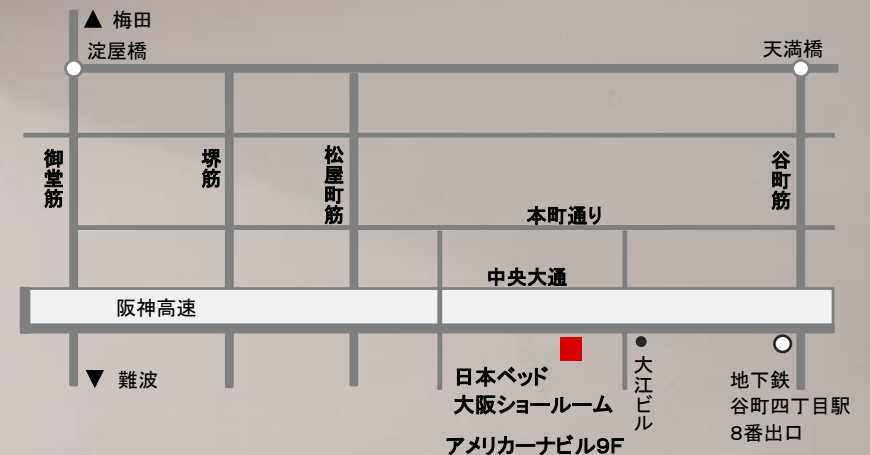 ▲ 梅田
淀屋橋
天満橋
御堂筋
堺筋
松屋町筋
谷町筋
本町通り
中央大通
阪神高速
▼ 難波
日本ベッド
大阪ショールーム
アメリカーナビル9F
大江ビル
地下鉄
谷町四丁目駅
8番出口